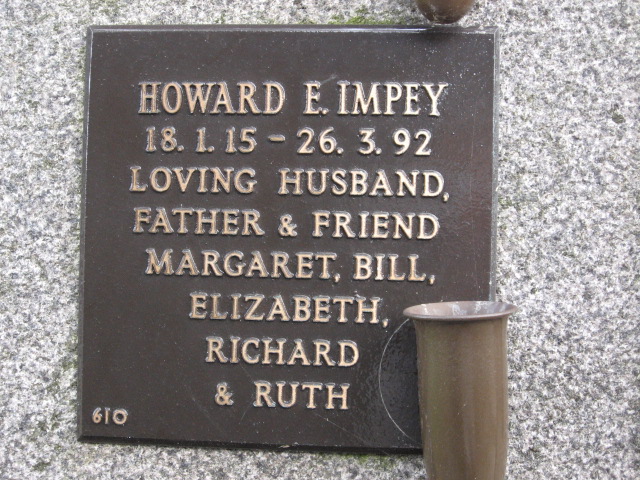 HOWARD E. IMPEY
18. 1. 15 - 26. 3. 92
LOVING HUSBAND,
FATHER & FRIEND
MARGARET, BILL,
ELIZABETH,
RICHARD
& RUTH
610